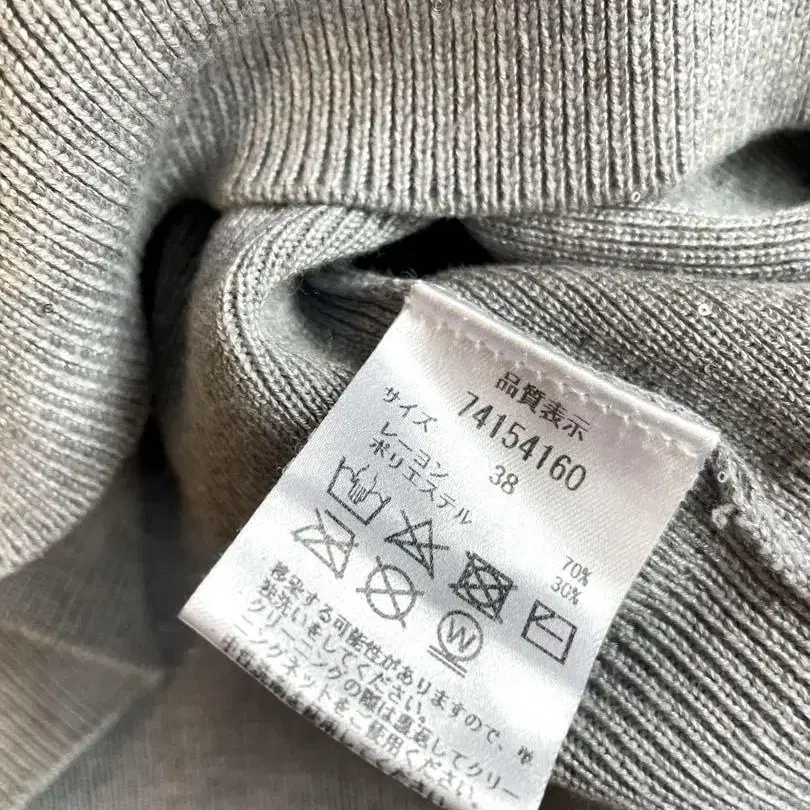 品質表示
74154160
サイズ 38
レーヨン 70%
ポリエステル 30%
W
移染する可能性がありますので、単
独洗いをしてください。
クリーニングの際は裏返してクリー
ニングネットをご使用ください。